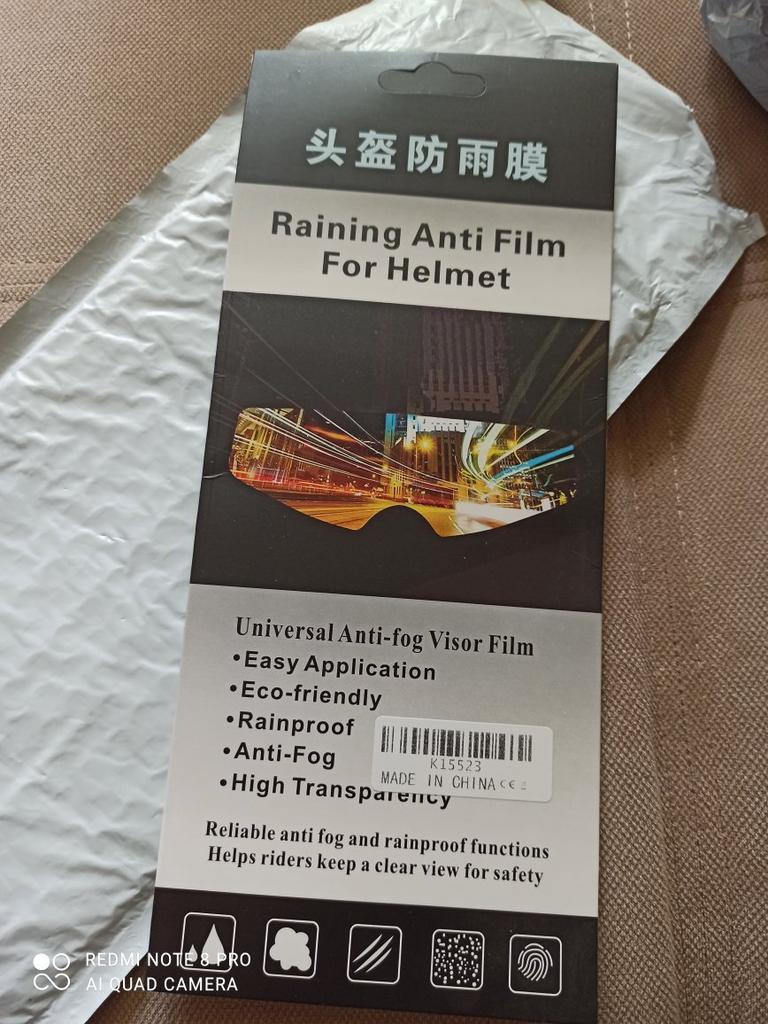 头盔防雨膜
Raining Anti Film
For Helmet
Universal Anti-fog Visor Film
•Easy Application
•Eco-friendly
•Rainproof
•Anti-Fog
•High Transparency
K15523
MADE IN CHINA CE
Reliable anti fog and rainproof functions
Helps riders keep a clear view for safety
REDMI NOTE 8 PRO
AI QUAD CAMERA